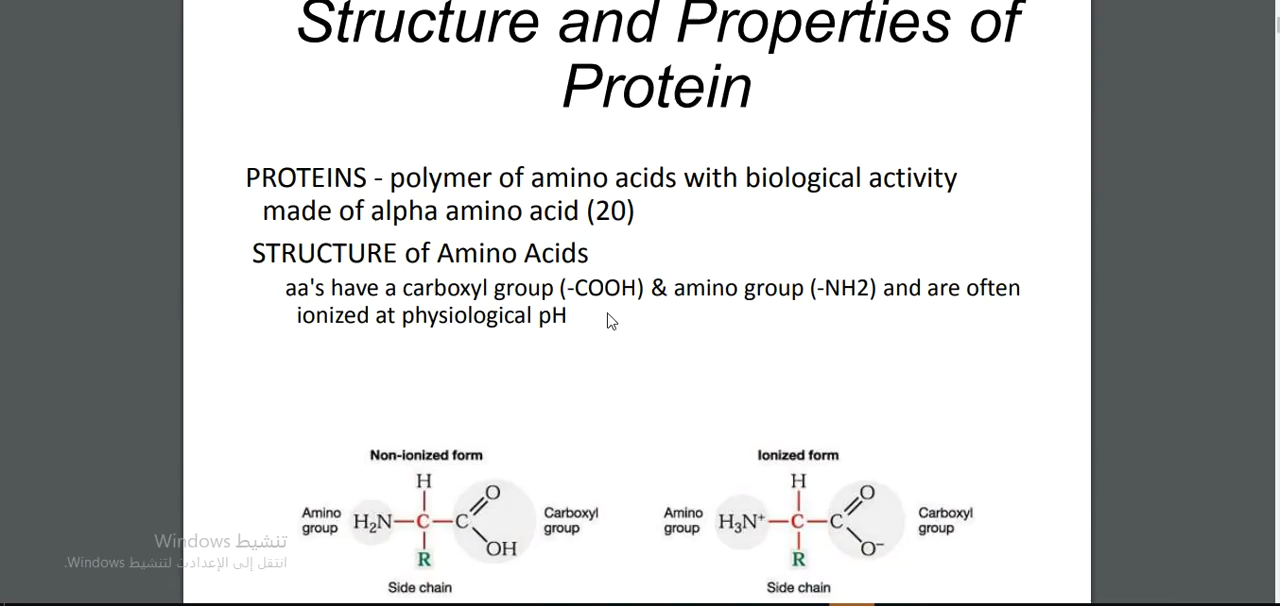 Structure and Properties of
Protein
PROTEINS - polymer of amino acids with biological activity
made of alpha amino acid (20)
STRUCTURE of Amino Acids
aa's have a carboxyl group (-COOH) & amino group (-NH2) and are often
ionized at physiological pH
Non-ionized form
H
Amino
group
H₂N—C—C
O
OH
R
Carboxyl
group
Side chain
Ionized form
H
Amino
group
H₃N⁺—C—C
O
O⁻
R
Carboxyl
group
Side chain
تنشيط Windows
انتقل إلى الإعدادات لتنشيط Windows.